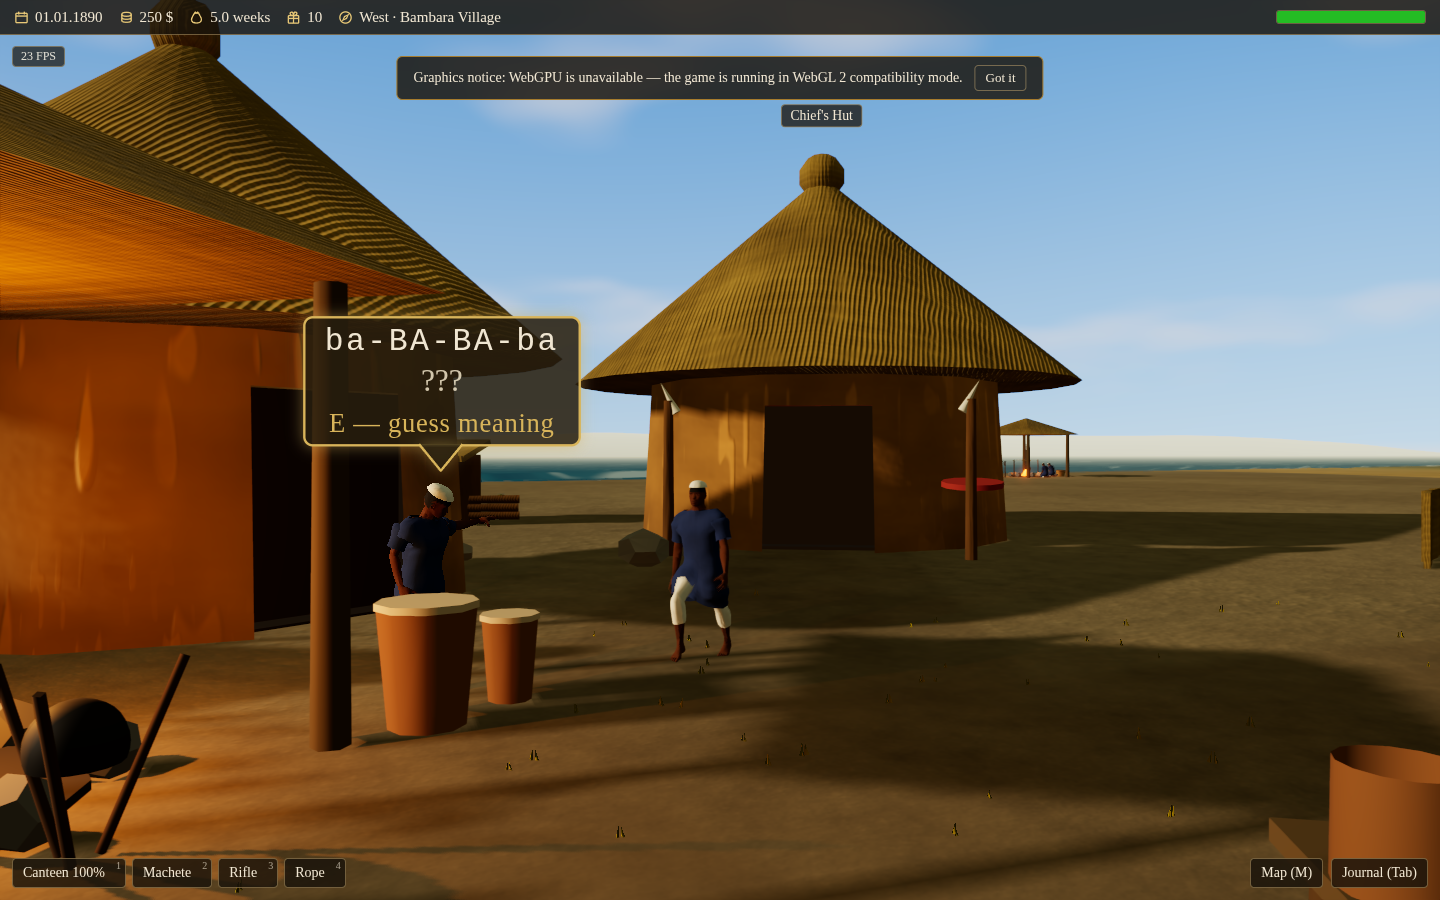 01.01.1890 250 $ 5.0 weeks 10 West · Bambara Village
23 FPS
Graphics notice: WebGPU is unavailable — the game is running in WebGL 2 compatibility mode. Got it
Chief's Hut
ba-BA-BA-ba
???
E — guess meaning
Canteen 100% 1 Machete 2 Rifle 3 Rope 4
Map (M) Journal (Tab)